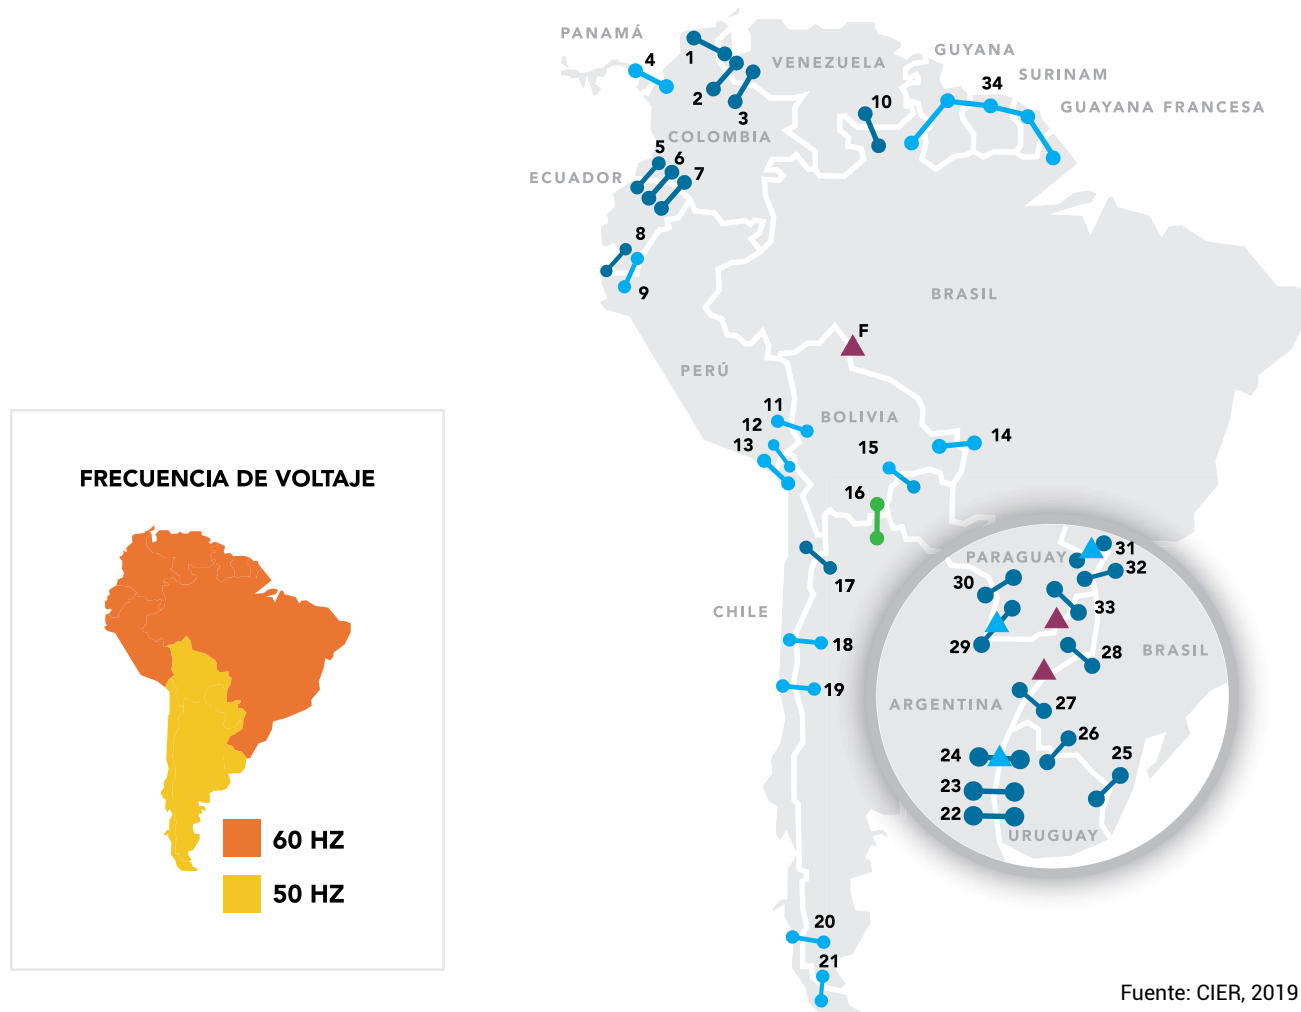 PANAMÁ
4
1
2
3
VENEZUELA
GUYANA
SURINAM
34
GUAYANA FRANCESA
10
COLOMBIA
5
6
7
ECUADOR
8
9
BRASIL
F
PERÚ
11
12
13
BOLIVIA
14
15
16
17
CHILE
18
19
20
21
PARAGUAY
31
32
30
33
29
28
BRASIL
ARGENTINA
27
26
25
24
23
22
URUGUAY
FRECUENCIA DE VOLTAJE
60 HZ
50 HZ
Fuente: CIER, 2019